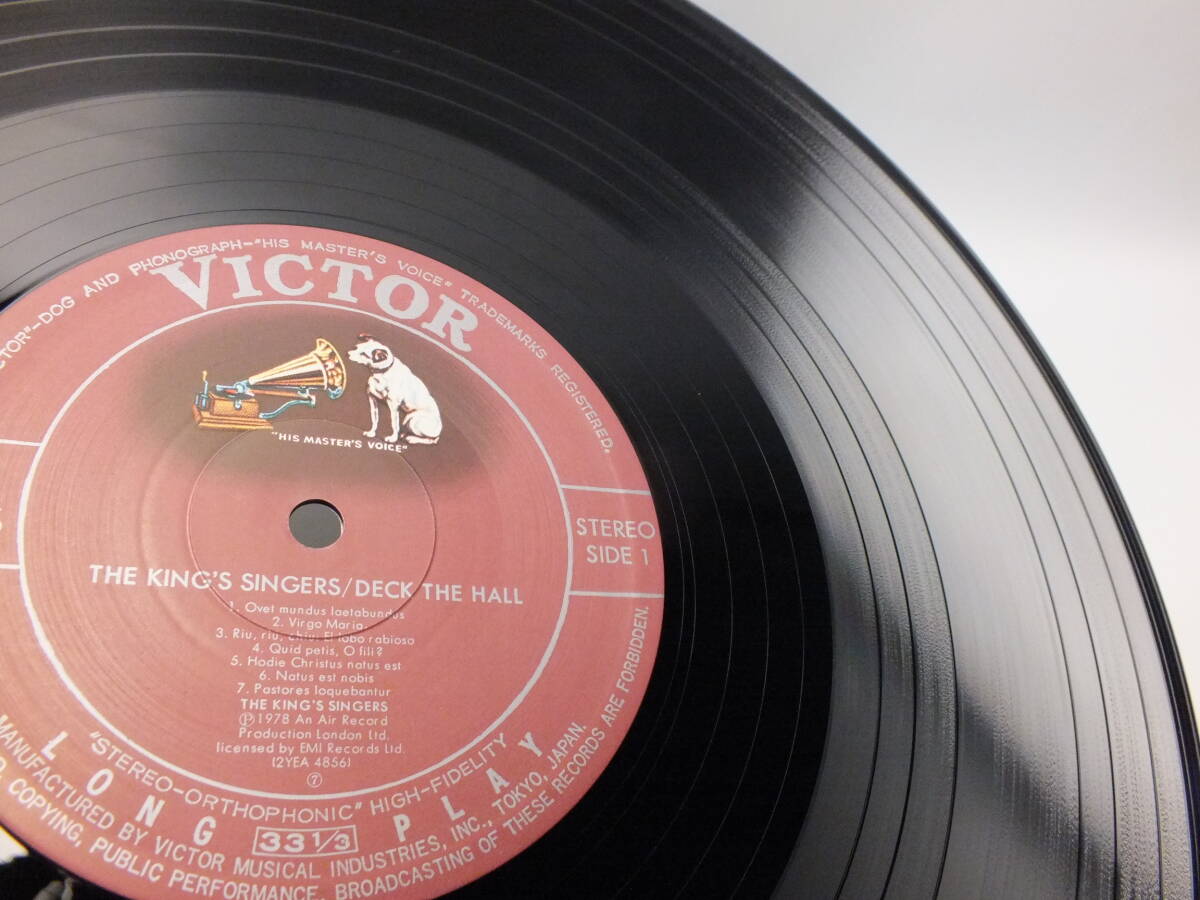 CTOR"-DOG AND PHONOGRAPH-"HIS MASTER'S VOICE" TRADEMARKS REGISTERED.
VICTOR
"HIS MASTER'S VOICE"
STEREO
SIDE 1
THE KING'S SINGERS/DECK THE HALL
1. Ovet mundus laetabundus
2. Virgo Maria,
3. Riu, riu, chiu: El lobo rabioso
4. Quid petis, O fili?
5. Hodie Christus natus est
6. Natus est nobis
7. Pastores loquebantur
THE KING'S SINGERS
Ⓟ1978 An Air Record
Production London Ltd.
licensed by EMI Records Ltd.
(2YEA 4856)
⑦
"STEREO-ORTHOPHONIC" HIGH-FIDELITY
LONG 33 1/3 PLAY
MANUFACTURED BY VICTOR MUSICAL INDUSTRIES, INC., TOKYO, JAPAN.
COPYING, PUBLIC PERFORMANCE, BROADCASTING OF THESE RECORDS ARE FORBIDDEN.